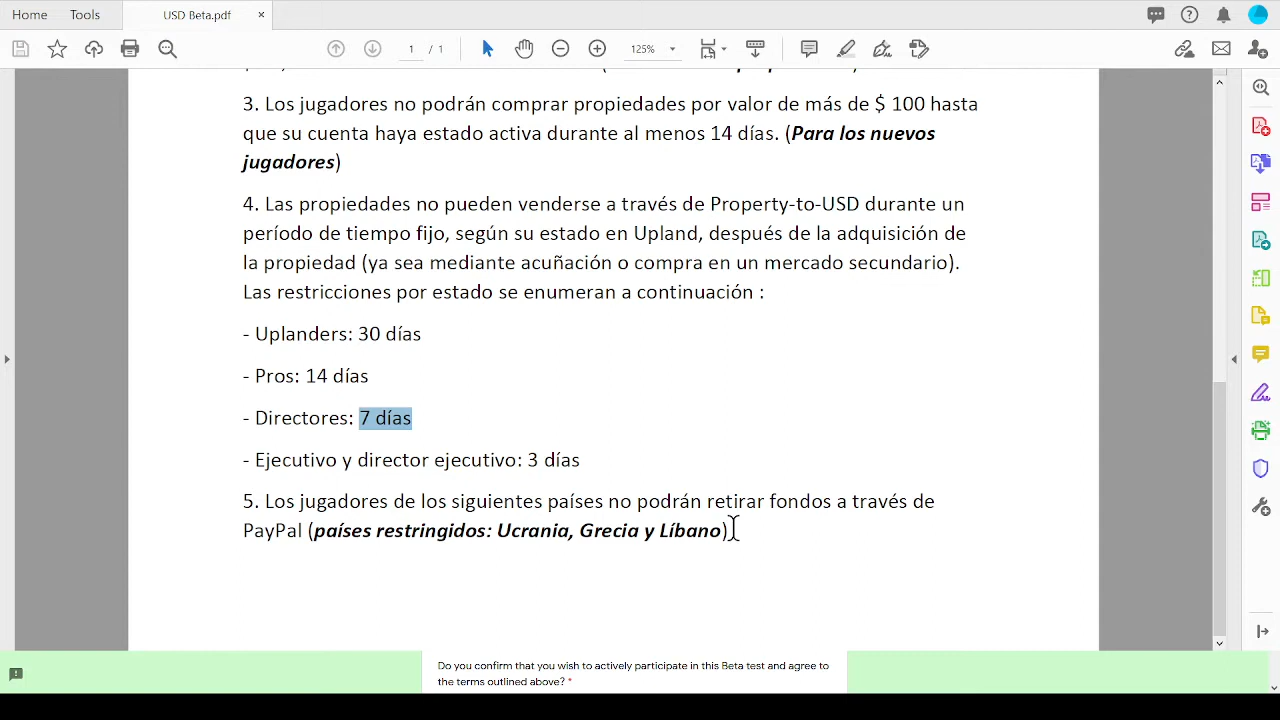 Home Tools USD Beta.pdf ×
1 / 1 125%
3. Los jugadores no podrán comprar propiedades por valor de más de $ 100 hasta
que su cuenta haya estado activa durante al menos 14 días. (Para los nuevos
jugadores)
4. Las propiedades no pueden venderse a través de Property-to-USD durante un
período de tiempo fijo, según su estado en Upland, después de la adquisición de
la propiedad (ya sea mediante acuñación o compra en un mercado secundario).
Las restricciones por estado se enumeran a continuación :
- Uplanders: 30 días
- Pros: 14 días
- Directores: 7 días
- Ejecutivo y director ejecutivo: 3 días
5. Los jugadores de los siguientes países no podrán retirar fondos a través de
PayPal (países restringidos: Ucrania, Grecia y Líbano)
Do you confirm that you wish to actively participate in this Beta test and agree to
the terms outlined above? *